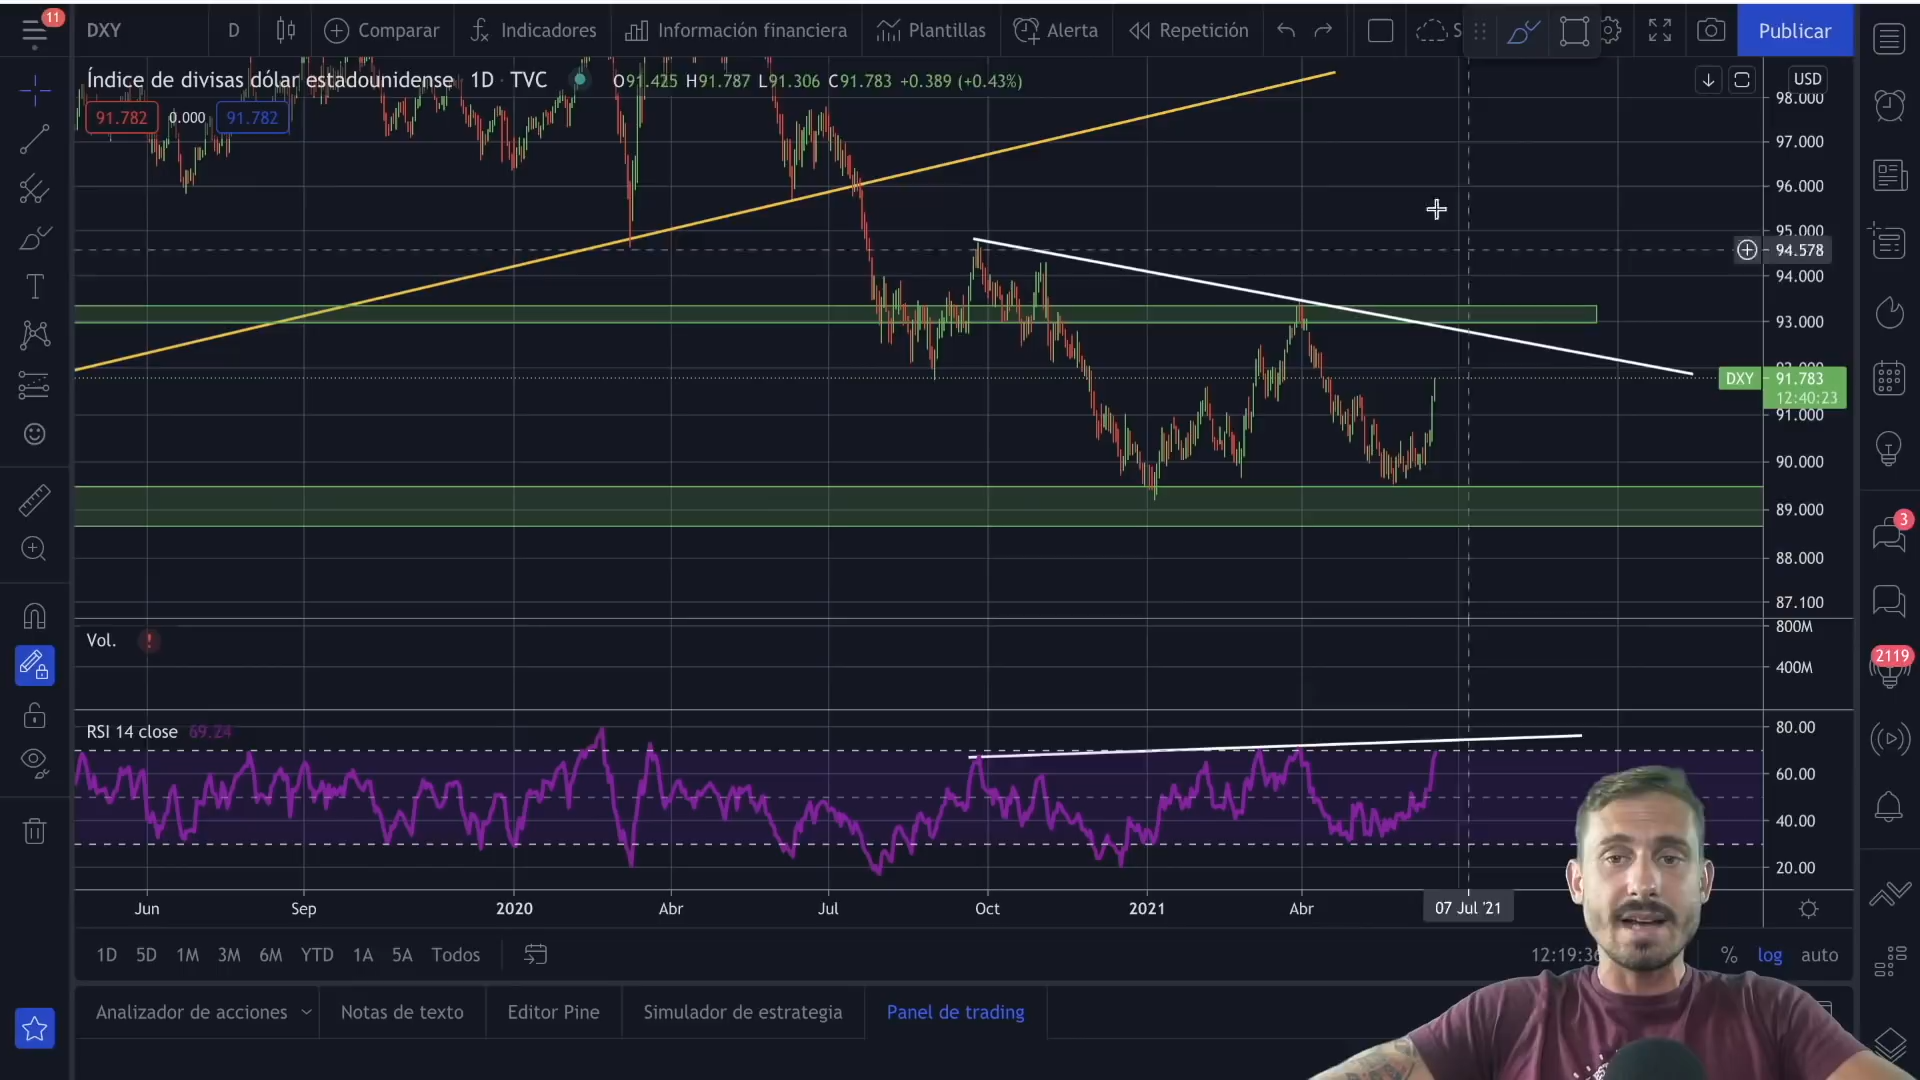 11
DXY
D
Comparar
Indicadores
Información financiera
Plantillas
Alerta
Repetición
S
Publicar
Índice de divisas dólar estadounidense 1D TVC
O91.425 H91.787 L91.306 C91.783 +0.389 (+0.43%)
91.782 0.000 91.782
USD
98.000
97.000
96.000
95.000
94.578
94.000
93.000
DXY 91.783
12:40:23
91.000
90.000
89.000
88.000
87.100
Vol.
800M
400M
3
2119
RSI 14 close 69.24
80.00
60.00
40.00
20.00
Jun Sep 2020 Abr Jul Oct 2021 Abr 07 Jul '21
1D 5D 1M 3M 6M YTD 1A 5A Todos
% log auto
Analizador de acciones
Notas de texto
Editor Pine
Simulador de estrategia
Panel de trading